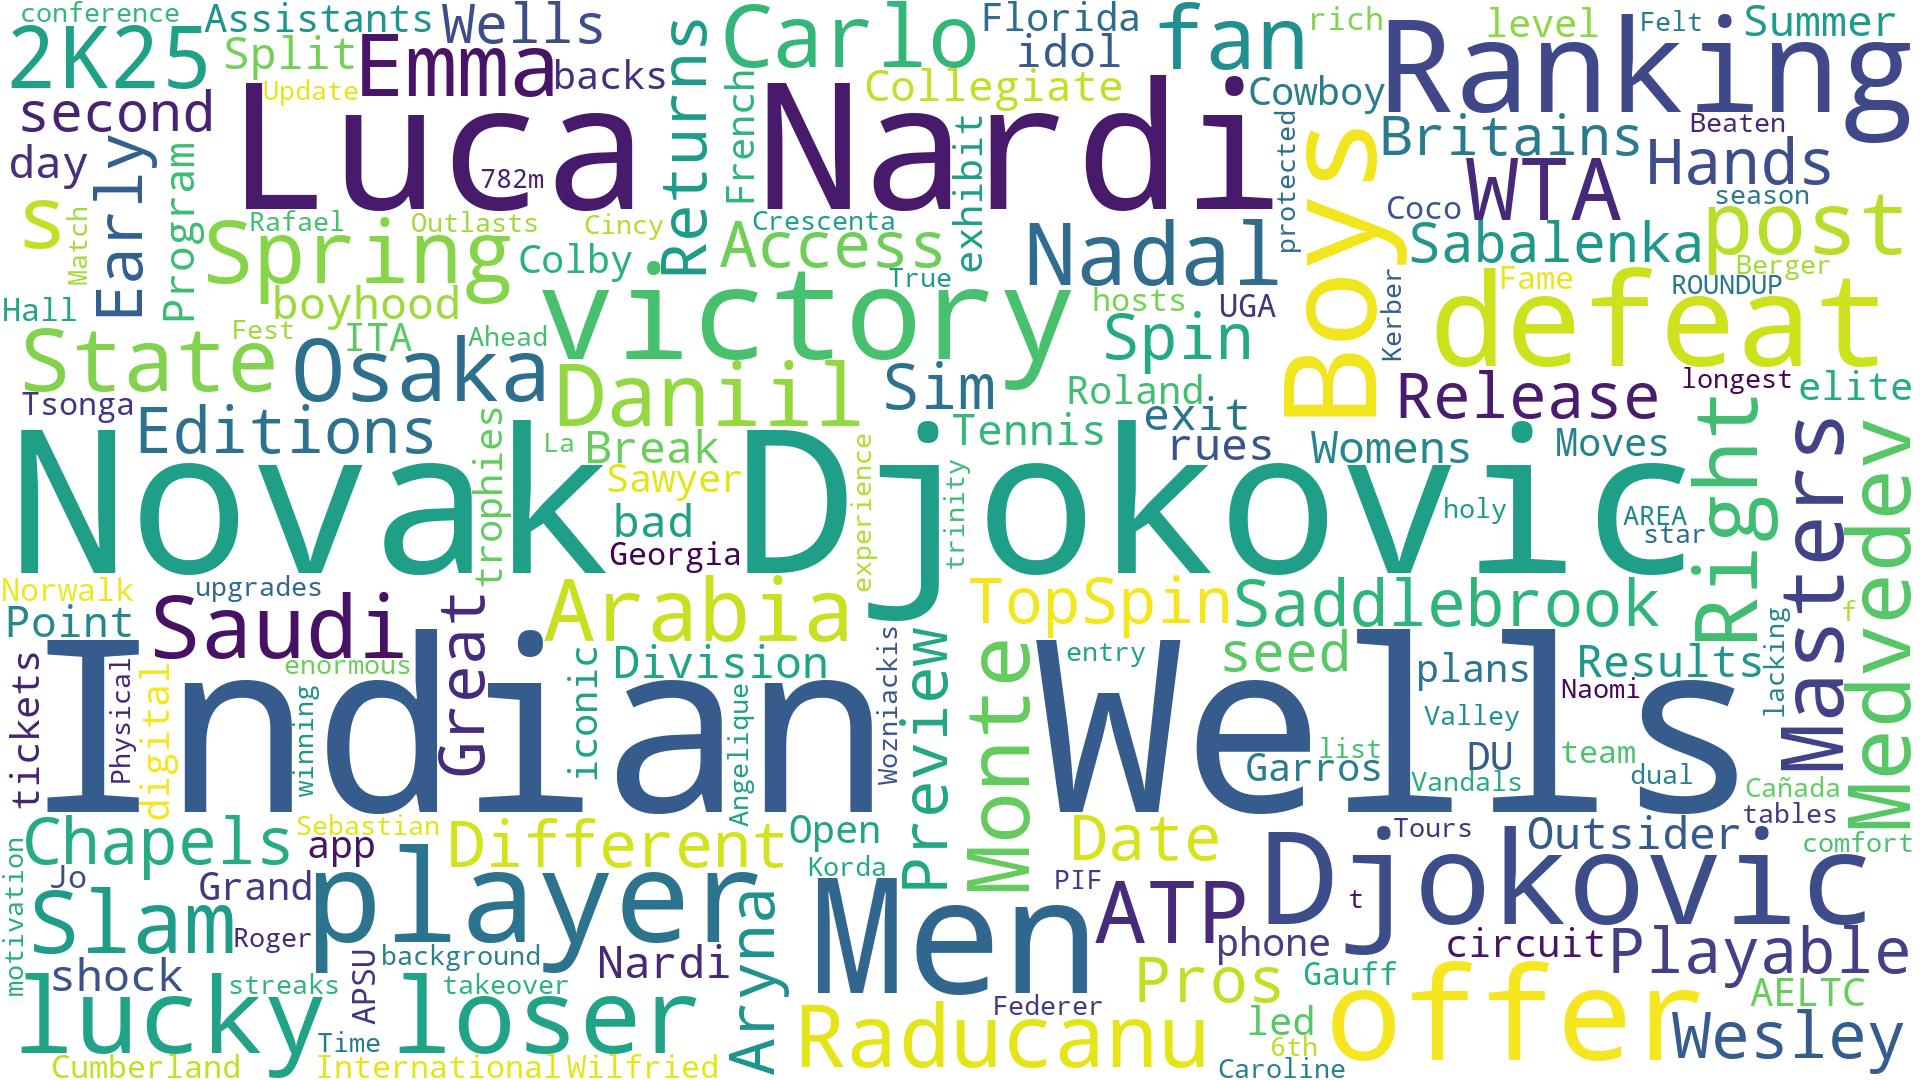 conference
2K25
Assistants
Wells
Split
Emma
backs
Update
second
day
Luca Nardi
782m
Returns
Carlo
Florida
idol
fan
rich
Collegiate
French
exhibit
Cowboy
protected
Boys
Ranking
level
Felt
Summer
Britains
Beaten
WTA
Hands
season
Coco
Sabalenka
post
Berger
Early
Program
s
Match
Rafael
Outlasts
Cincy
Spring
Colby
Crescenta
Access
True
Nadal
Hall
boyhood
Fest
ITA
Ahead
victory
hosts
UGA
Spin
Kerber
Fame
ROUNDUP
defeat
State
Osaka
Daniil
Sim
Roland
exit
Release
longest
elite
Tsonga
Editions
trophies
La
Break
Tennis
rues
Womens
Moves
Right
Masters
Medvedev
Novak Djokovic
Sawyer
bad
Georgia
experience
trinity
holy
AREA
star
Norwalk
upgrades
Point
Saudi
Great
Arabia
TopSpin
Saddlebrook
f
lacking
tickets
Physical
digital
enormous
winning
iconic
Division
Angelique
Wozniackis
Preview
Monte
entry
seed
plans
Results
Naomi
Indian Wells
Valley
list
DU
team
Garros
Vandals
dual
Cañada
tables
comfort
Chapels
Sebastian
app
Different
Open
Korda
Date
Tours
Outsider
Jo
Grand
player
PIF
ATP
t
Djokovic
motivation
Slam
Roger
Men
shock
APSU
background
Nardi
Aryna
phone
circuit
Playable
streaks
takeover
Pros
Gauff
AELTC
lucky loser
Federer
Time
Raducanu
led
offer
Wesley
6th
Cumberland
International
Wilfried
Caroline